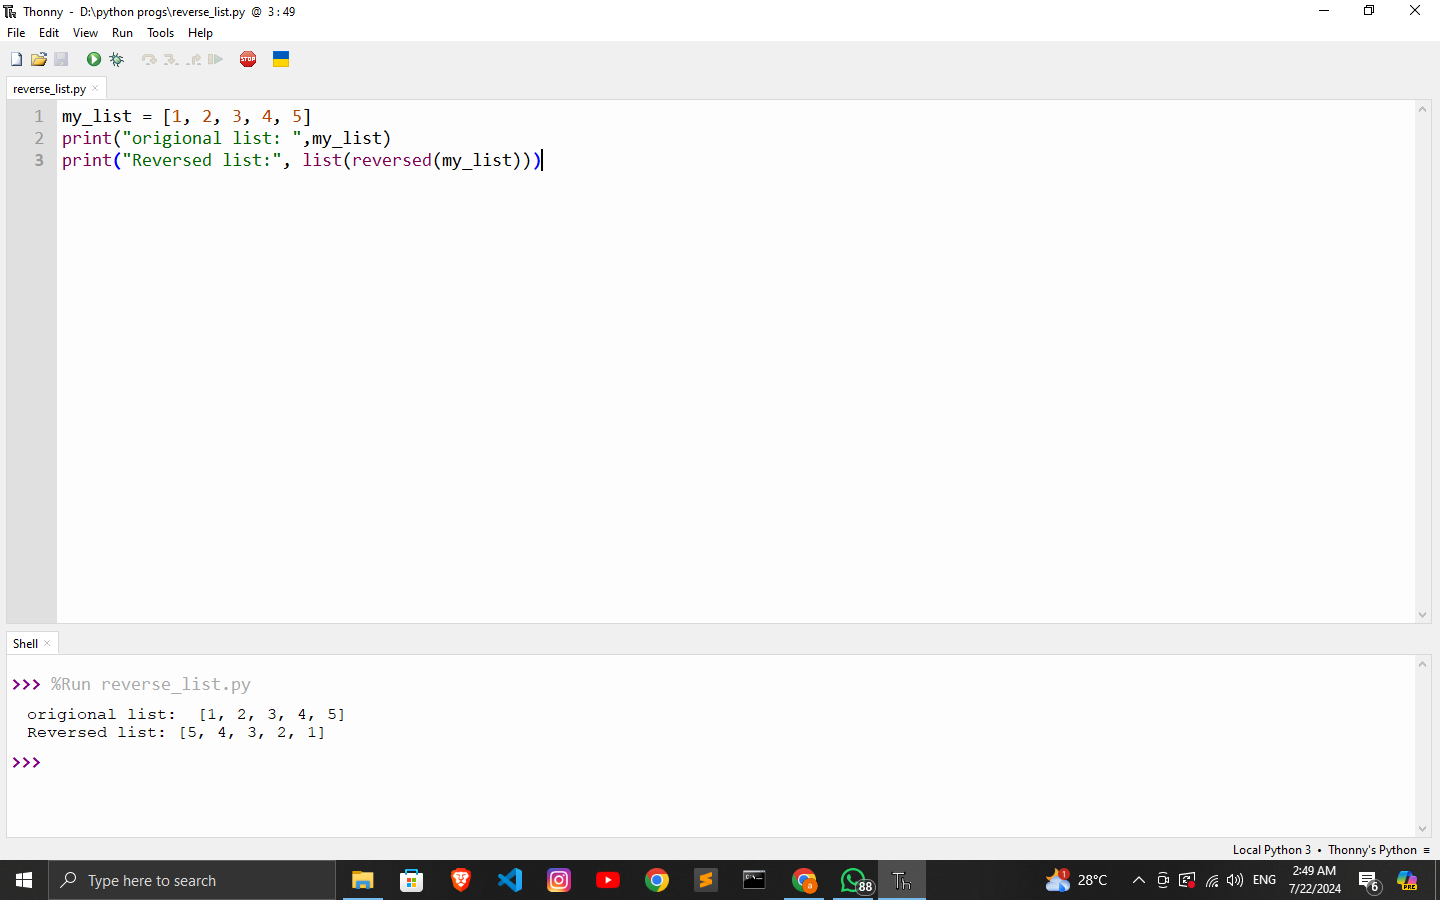 Thonny - D:\python progs\reverse_list.py @ 3 : 49
File Edit View Run Tools Help
STOP
reverse_list.py
1 my_list = [1, 2, 3, 4, 5]
2 print("origional list: ",my_list)
3 print("Reversed list:", list(reversed(my_list)))
Shell
>>> %Run reverse_list.py
origional list:  [1, 2, 3, 4, 5]
Reversed list: [5, 4, 3, 2, 1]
>>>
Local Python 3 • Thonny's Python ≡
Type here to search
a
88
Th
1
28°C
ENG
2:49 AM
7/22/2024
6
PRE